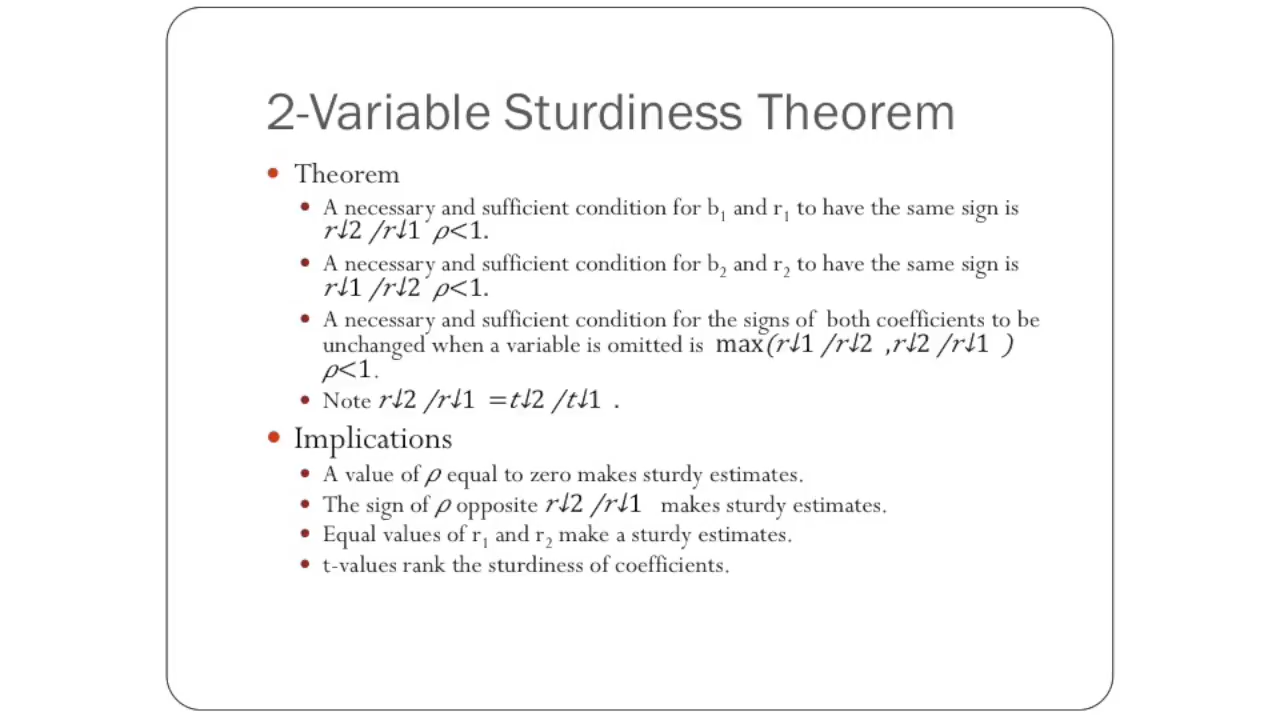 2-Variable Sturdiness Theorem
• Theorem
• A necessary and sufficient condition for b₁ and r₁ to have the same sign is
r↓2 /r↓1 ρ<1.
• A necessary and sufficient condition for b₂ and r₂ to have the same sign is
r↓1 /r↓2 ρ<1.
• A necessary and sufficient condition for the signs of both coefficients to be
unchanged when a variable is omitted is max(r↓1 /r↓2 ,r↓2 /r↓1 )
ρ<1.
• Note r↓2 /r↓1 =t↓2 /t↓1 .
• Implications
• A value of ρ equal to zero makes sturdy estimates.
• The sign of ρ opposite r↓2 /r↓1 makes sturdy estimates.
• Equal values of r₁ and r₂ make a sturdy estimates.
• t-values rank the sturdiness of coefficients.